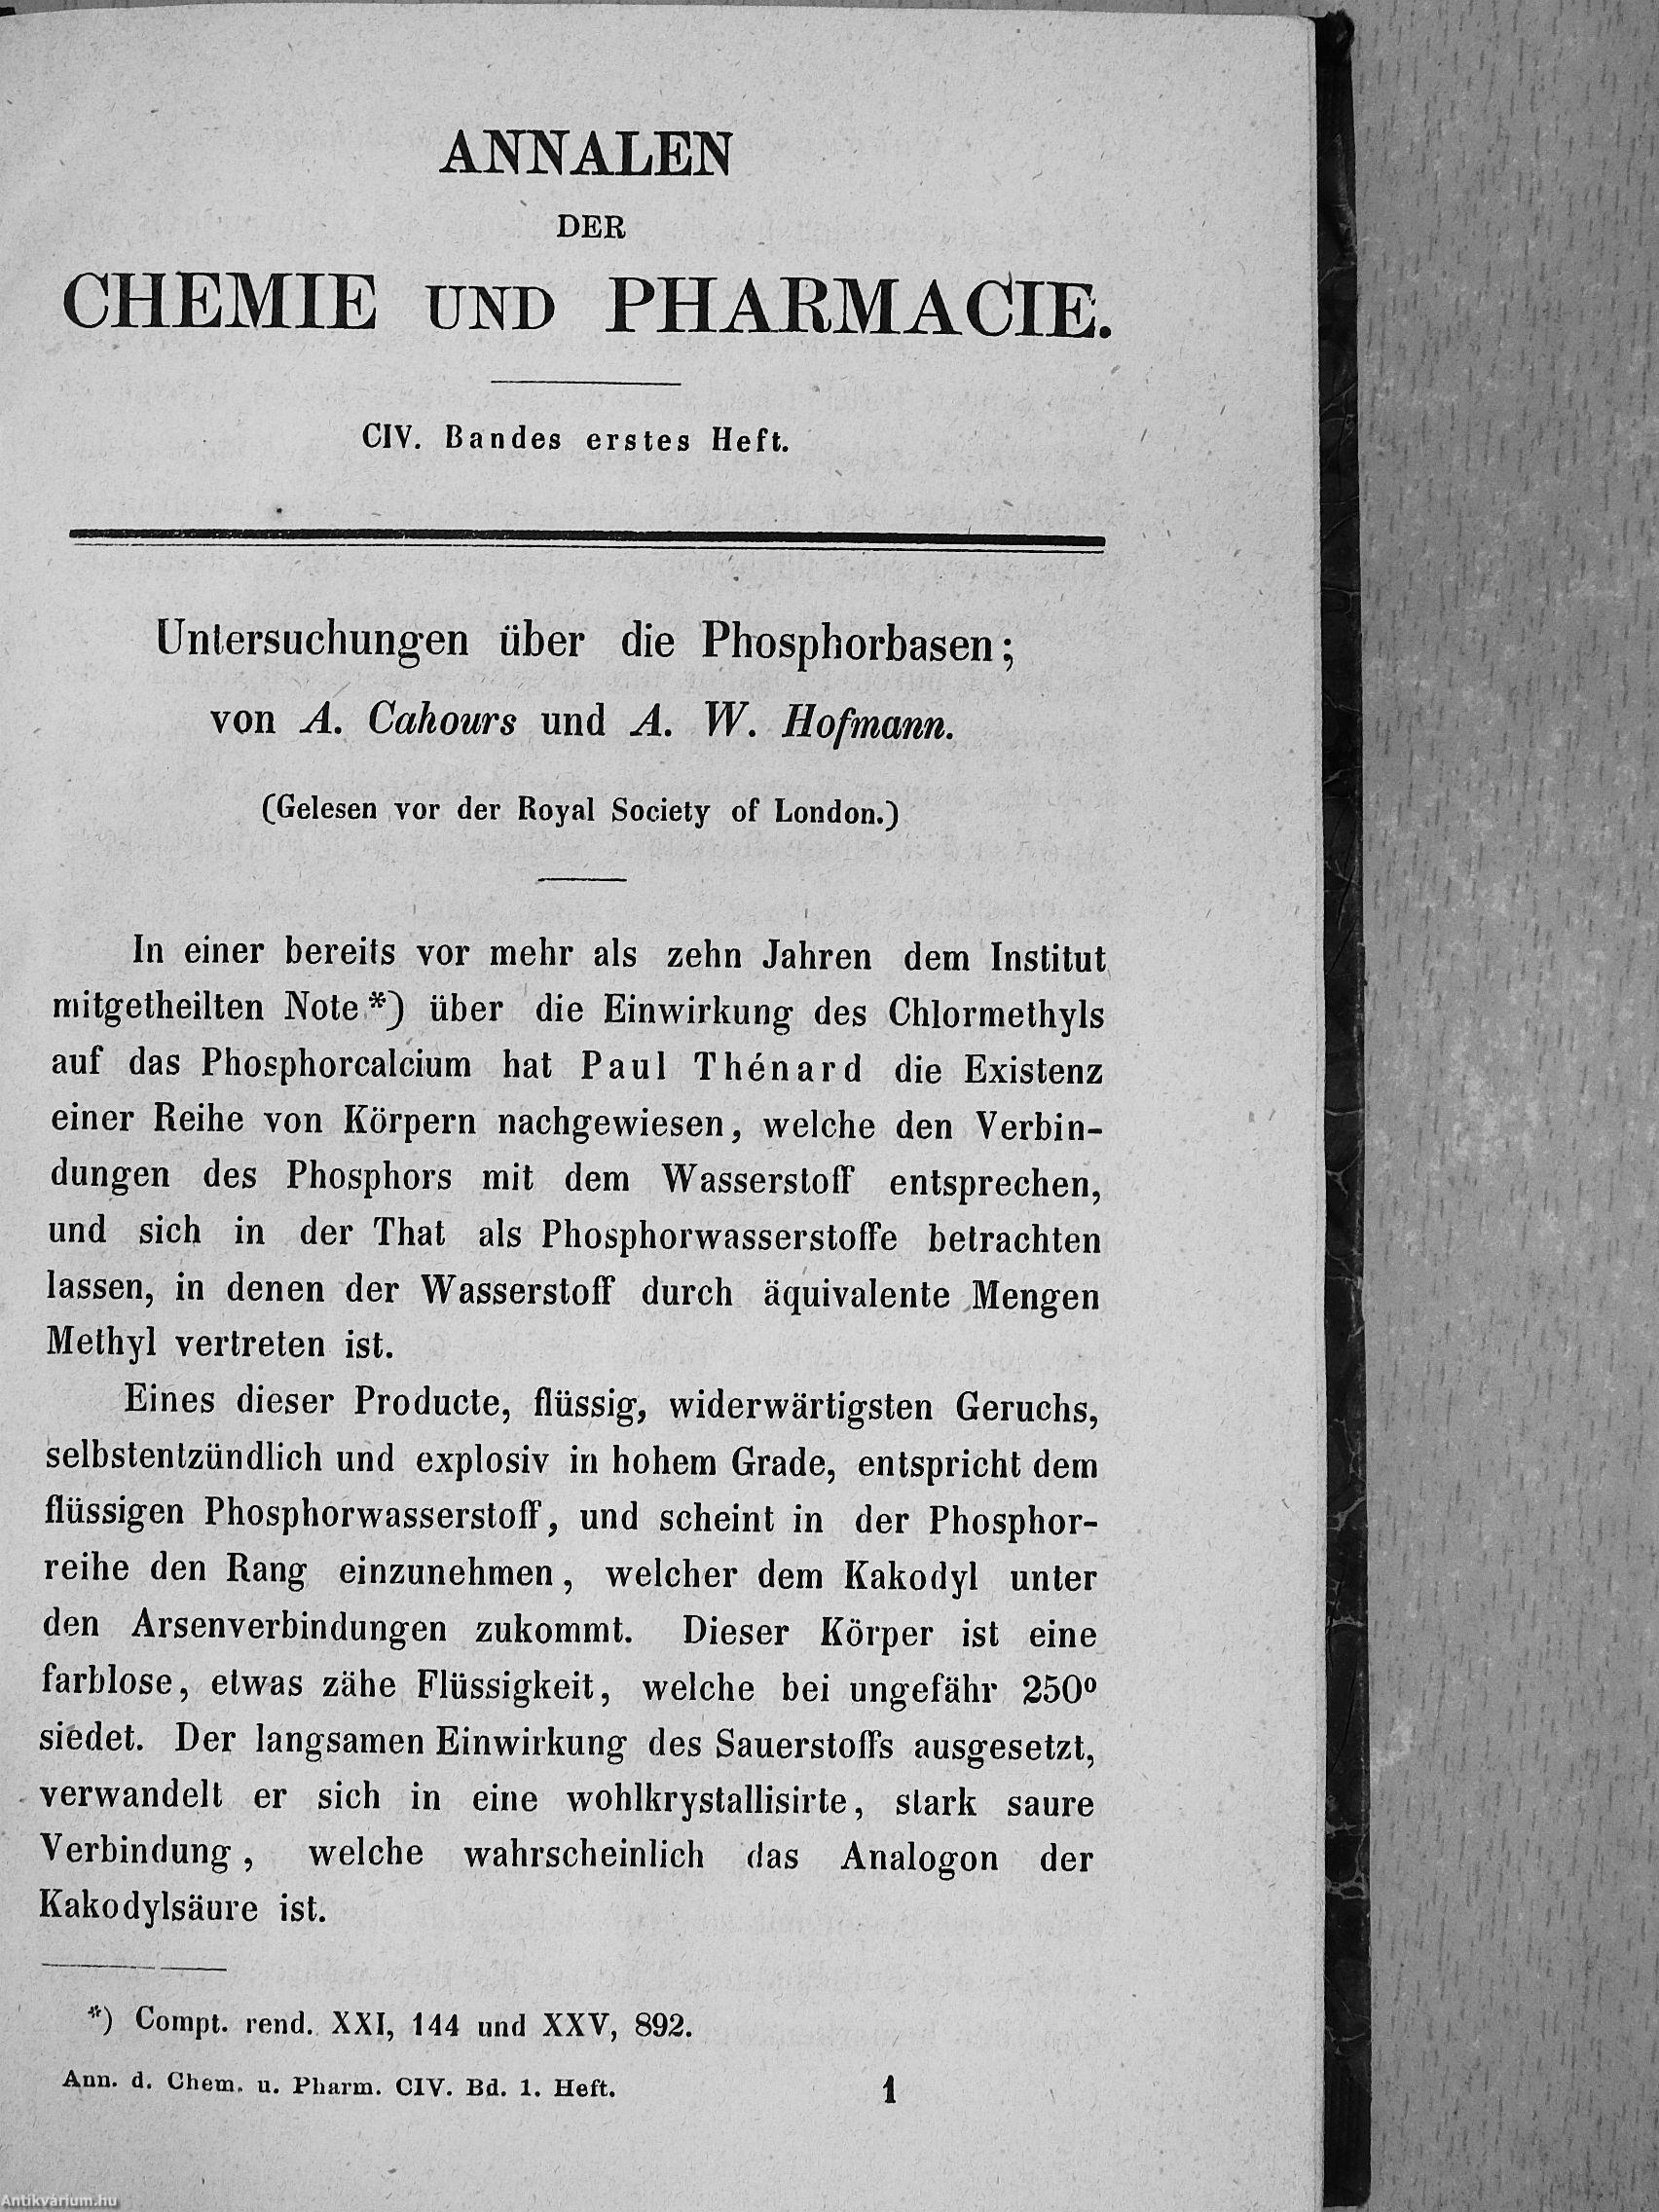 ANNALEN
DER
CHEMIE UND PHARMACIE.
CIV. Bandes erstes Heft.
Untersuchungen über die Phosphorbasen;
von A. Cahours und A. W. Hofmann.
(Gelesen vor der Royal Society of London.)
In einer bereits vor mehr als zehn Jahren dem Institut
mitgetheilten Note *) über die Einwirkung des Chlormethyls
auf das Phosphorcalcium hat Paul Thénard die Existenz
einer Reihe von Körpern nachgewiesen, welche den Verbin-
dungen des Phosphors mit dem Wasserstoff entsprechen,
und sich in der That als Phosphorwasserstoffe betrachten
lassen, in denen der Wasserstoff durch äquivalente Mengen
Methyl vertreten ist.
Eines dieser Producte, flüssig, widerwärtigsten Geruchs,
selbstentzündlich und explosiv in hohem Grade, entspricht dem
flüssigen Phosphorwasserstoff, und scheint in der Phosphor-
reihe den Rang einzunehmen, welcher dem Kakodyl unter
den Arsenverbindungen zukommt. Dieser Körper ist eine
farblose, etwas zähe Flüssigkeit, welche bei ungefähr 250°
siedet. Der langsamen Einwirkung des Sauerstoffs ausgesetzt,
verwandelt er sich in eine wohlkrystallisirte, stark saure
Verbindung, welche wahrscheinlich das Analogon der
Kakodylsäure ist.
*) Compt. rend. XXI, 144 und XXV, 892.
Ann. d. Chem. u. Pharm. CIV. Bd. 1. Heft. 1
Antikvárium.hu